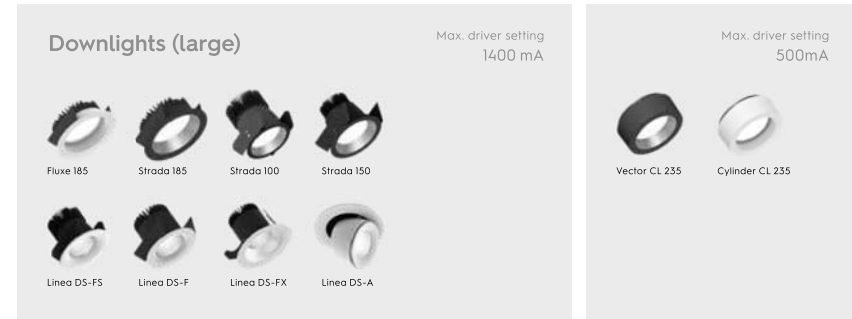 Downlights (large)
Max. driver setting
1400 mA
Fluxe 185
Strada 185
Strada 100
Strada 150
Linea DS-FS
Linea DS-F
Linea DS-FX
Linea DS-A
Max. driver setting
500mA
Vector CL 235
Cylinder CL 235